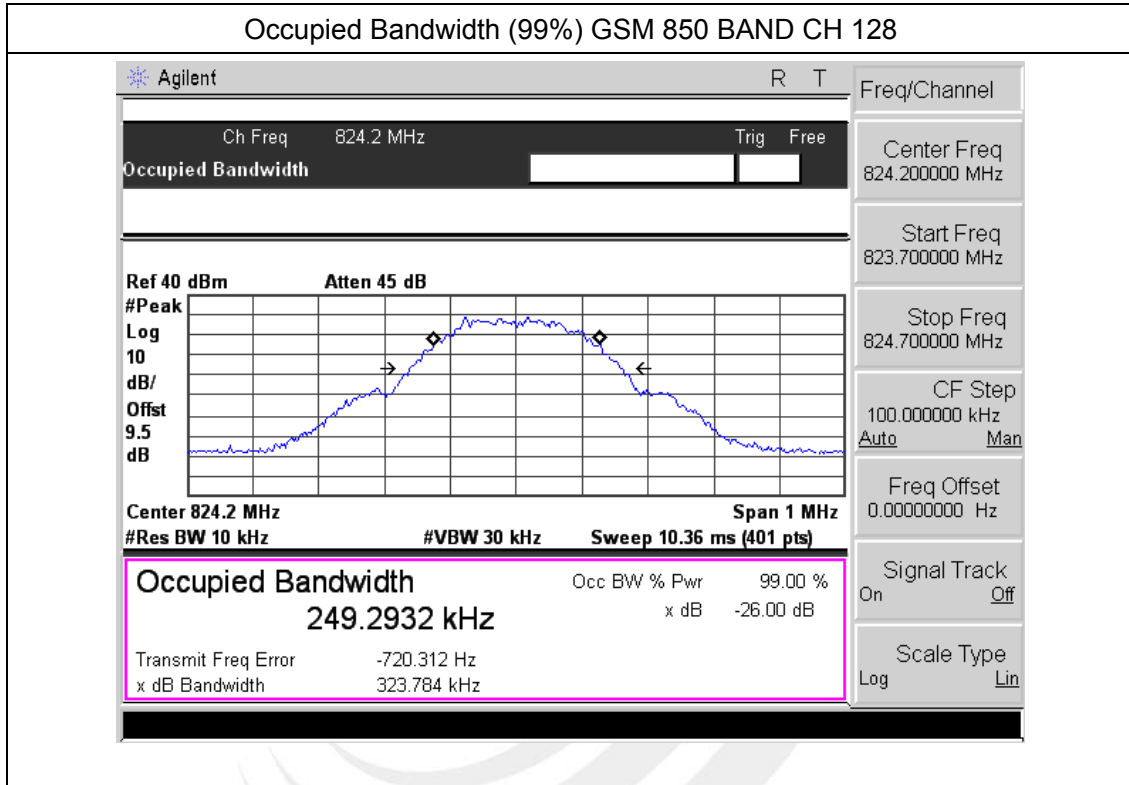 Occupied Bandwidth (99%) GSM 850 BAND CH 128
Agilent R T
Freq/Channel
Ch Freq 824.2 MHz Trig Free
Occupied Bandwidth
Center Freq
824.200000 MHz
Start Freq
823.700000 MHz
Stop Freq
824.700000 MHz
CF Step
100.000000 kHz
Auto Man
Freq Offset
0.00000000 Hz
Signal Track
On Off
Scale Type
Log Lin
Ref 40 dBm Atten 45 dB
#Peak
Log
10
dB/
Offst
9.5
dB
Center 824.2 MHz Span 1 MHz
#Res BW 10 kHz #VBW 30 kHz Sweep 10.36 ms (401 pts)
Occupied Bandwidth Occ BW % Pwr 99.00 %
249.2932 kHz x dB -26.00 dB
Transmit Freq Error -720.312 Hz
x dB Bandwidth 323.784 kHz